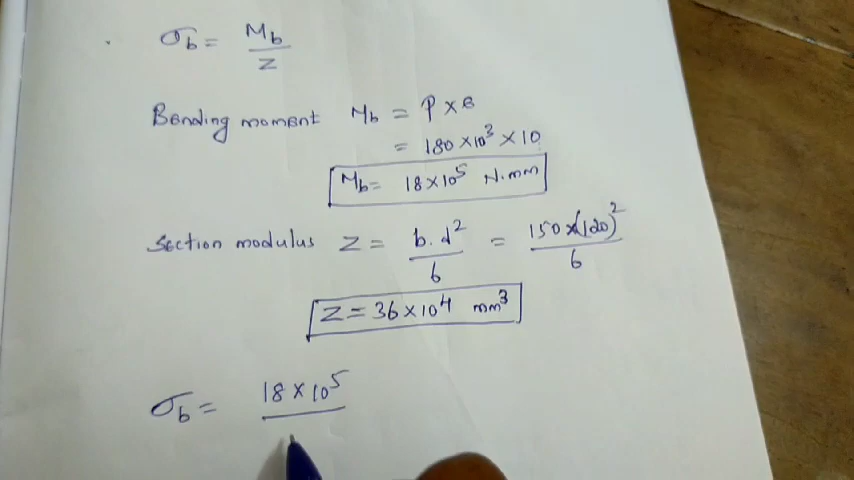 σb = Mb / Z
Bending moment Mb = P × e
= 180 × 10³ × 10
Mb = 18 × 10⁵ N.mm
Section modulus Z = b.d² / 6 = 150 × (120)² / 6
Z = 36 × 10⁴ mm³
σb = 18 × 10⁵